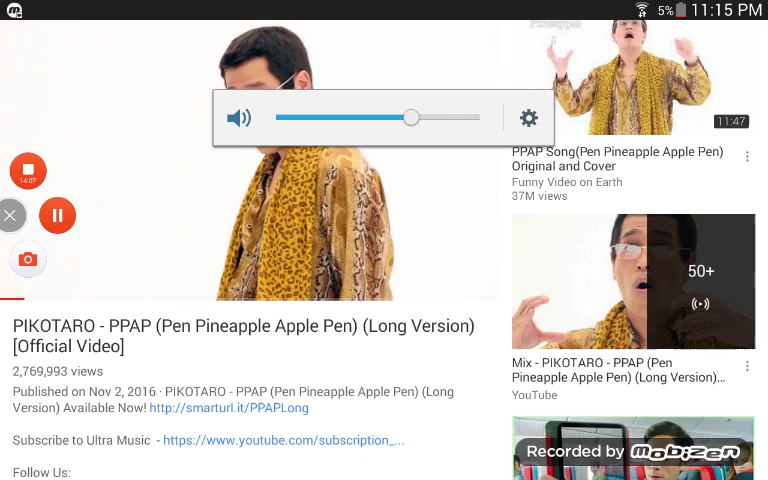 5% 11:15 PM
Pineapple
11:47
PPAP Song(Pen Pineapple Apple Pen)
Original and Cover
Funny Video on Earth
37M views
14:07
50+
Mix - PIKOTARO - PPAP (Pen
Pineapple Apple Pen) (Long Version)...
YouTube
PIKOTARO - PPAP (Pen Pineapple Apple Pen) (Long Version)
[Official Video]
2,769,993 views
Published on Nov 2, 2016 · PIKOTARO - PPAP (Pen Pineapple Apple Pen) (Long
Version) Available Now! http://smarturl.it/PPAPLong
Subscribe to Ultra Music - https://www.youtube.com/subscription_...
Follow Us:
Recorded by mobizen